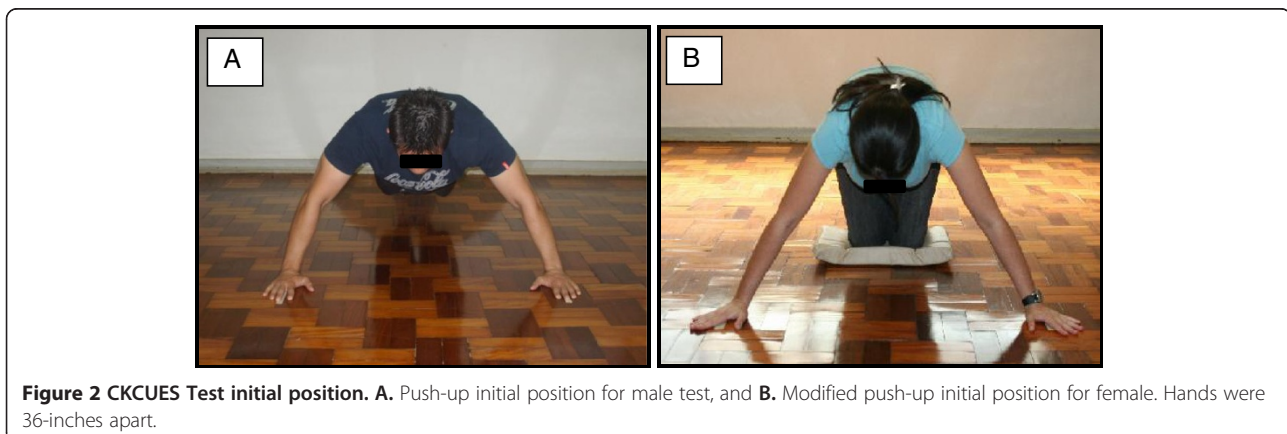 A
B
Figure 2 CKCUES Test initial position. A. Push-up initial position for male test, and B. Modified push-up initial position for female. Hands were
36-inches apart.